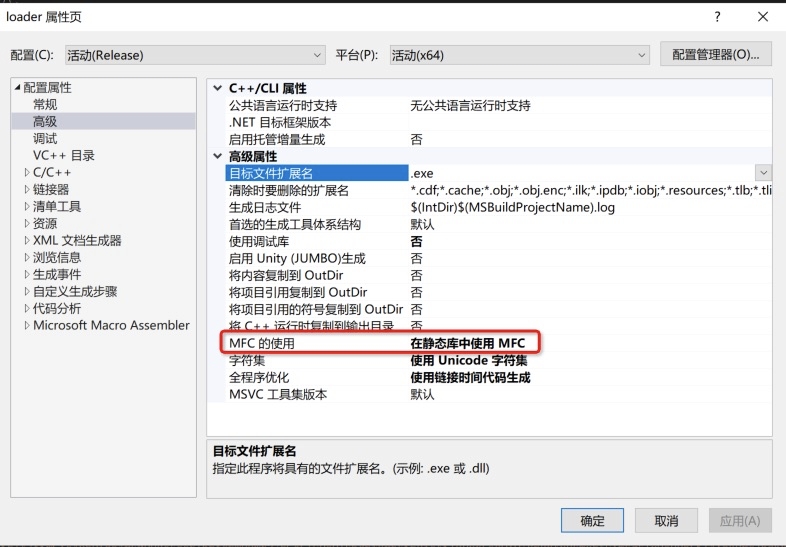 loader 属性页
? ×
配置(C): 活动(Release) 平台(P): 活动(x64) 配置管理器(O)...
配置属性
常规
高级
调试
VC++ 目录
C/C++
链接器
清单工具
资源
XML 文档生成器
浏览信息
生成事件
自定义生成步骤
代码分析
Microsoft Macro Assembler
C++/CLI 属性
公共语言运行时支持 无公共语言运行时支持
.NET 目标框架版本
启用托管增量生成 否
高级属性
目标文件扩展名 .exe
清除时要删除的扩展名 *.cdf;*.cache;*.obj;*.obj.enc;*.ilk;*.ipdb;*.iobj;*.resources;*.tlb;*.tli
生成日志文件 $(IntDir)$(MSBuildProjectName).log
首选的生成工具体系结构 默认
使用调试库 否
启用 Unity (JUMBO)生成 否
将内容复制到 OutDir 否
将项目引用复制到 OutDir 否
将项目引用的符号复制到 OutDir 否
将 C++ 运行时复制到输出目录 否
MFC 的使用 在静态库中使用 MFC
字符集 使用 Unicode 字符集
全程序优化 使用链接时间代码生成
MSVC 工具集版本 默认
目标文件扩展名
指定此程序将具有的文件扩展名。(示例: .exe 或 .dll)
确定 取消 应用(A)